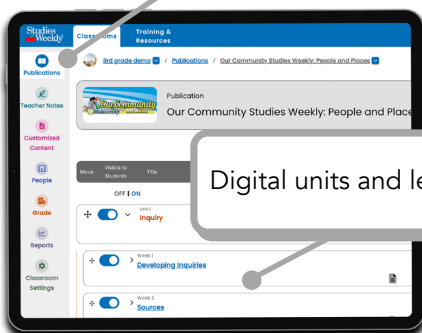 Studies
Weekly
Classrooms
Training &
Resources
Publications
3rd grade demo / Publications / Our Community Studies Weekly: People and Places
Teacher Notes
Publication
Our Community
Our Community Studies Weekly: People and Place
Customized
Content
People
Move
Visible to
Students
Title
Digital units and le
OFF | ON
Grade
Unit 1
Inquiry
Reports
Week 1
Developing Inquiries
Classroom
Settings
Week 2
Sources